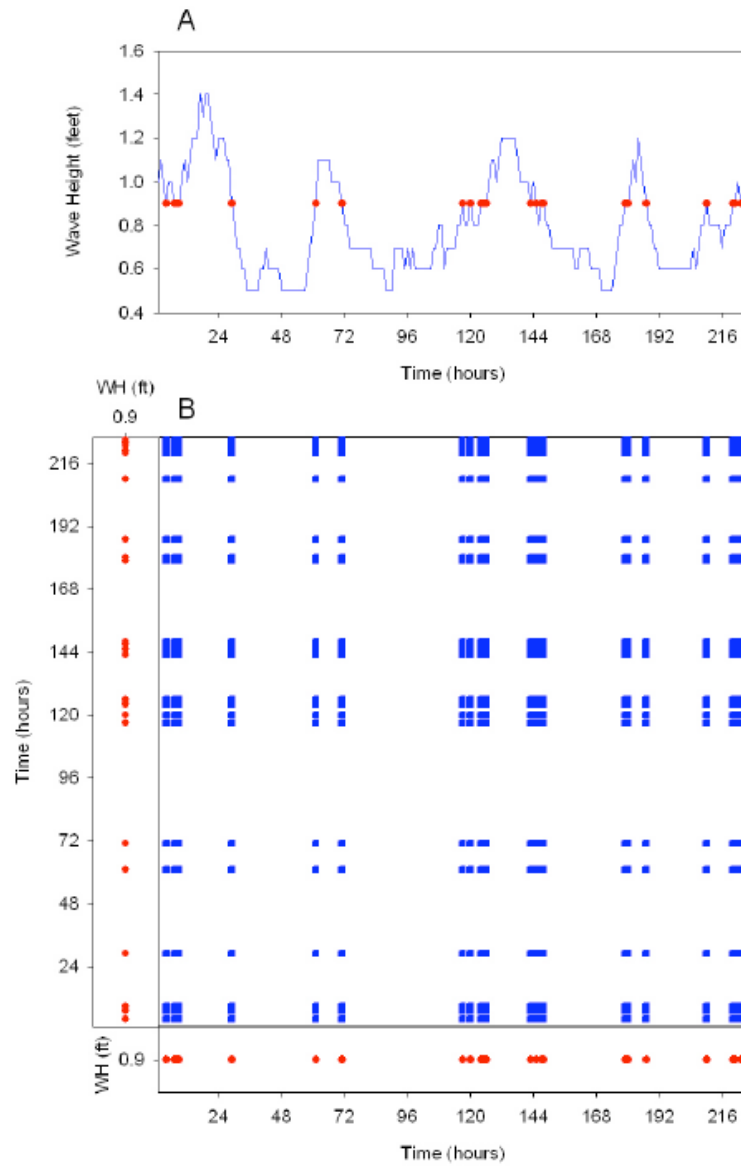 A
1.6
1.4
1.2
1.0
0.8
0.6
0.4
Wave Height (feet)
24 48 72 96 120 144 168 192 216
Time (hours)
WH (ft)
0.9
B
216
192
168
144
120
96
72
48
24
Time (hours)
WH (ft)
0.9
24 48 72 96 120 144 168 192 216
Time (hours)